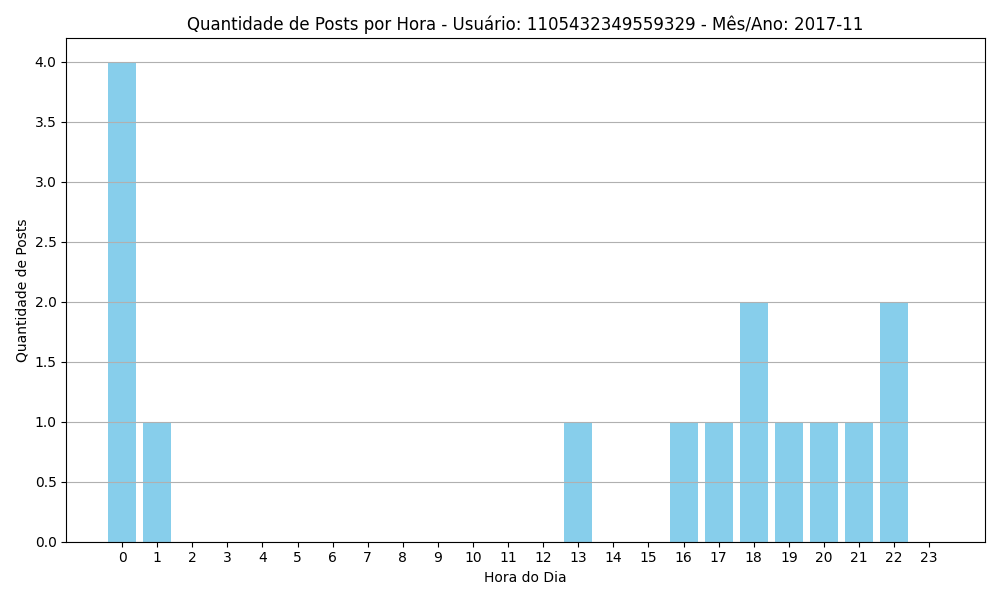 Quantidade de Posts por Hora - Usuário: 1105432349559329 - Mês/Ano: 2017-11
Quantidade de Posts
4.0
3.5
3.0
2.5
2.0
1.5
1.0
0.5
0.0
0 1 2 3 4 5 6 7 8 9 10 11 12 13 14 15 16 17 18 19 20 21 22 23
Hora do Dia